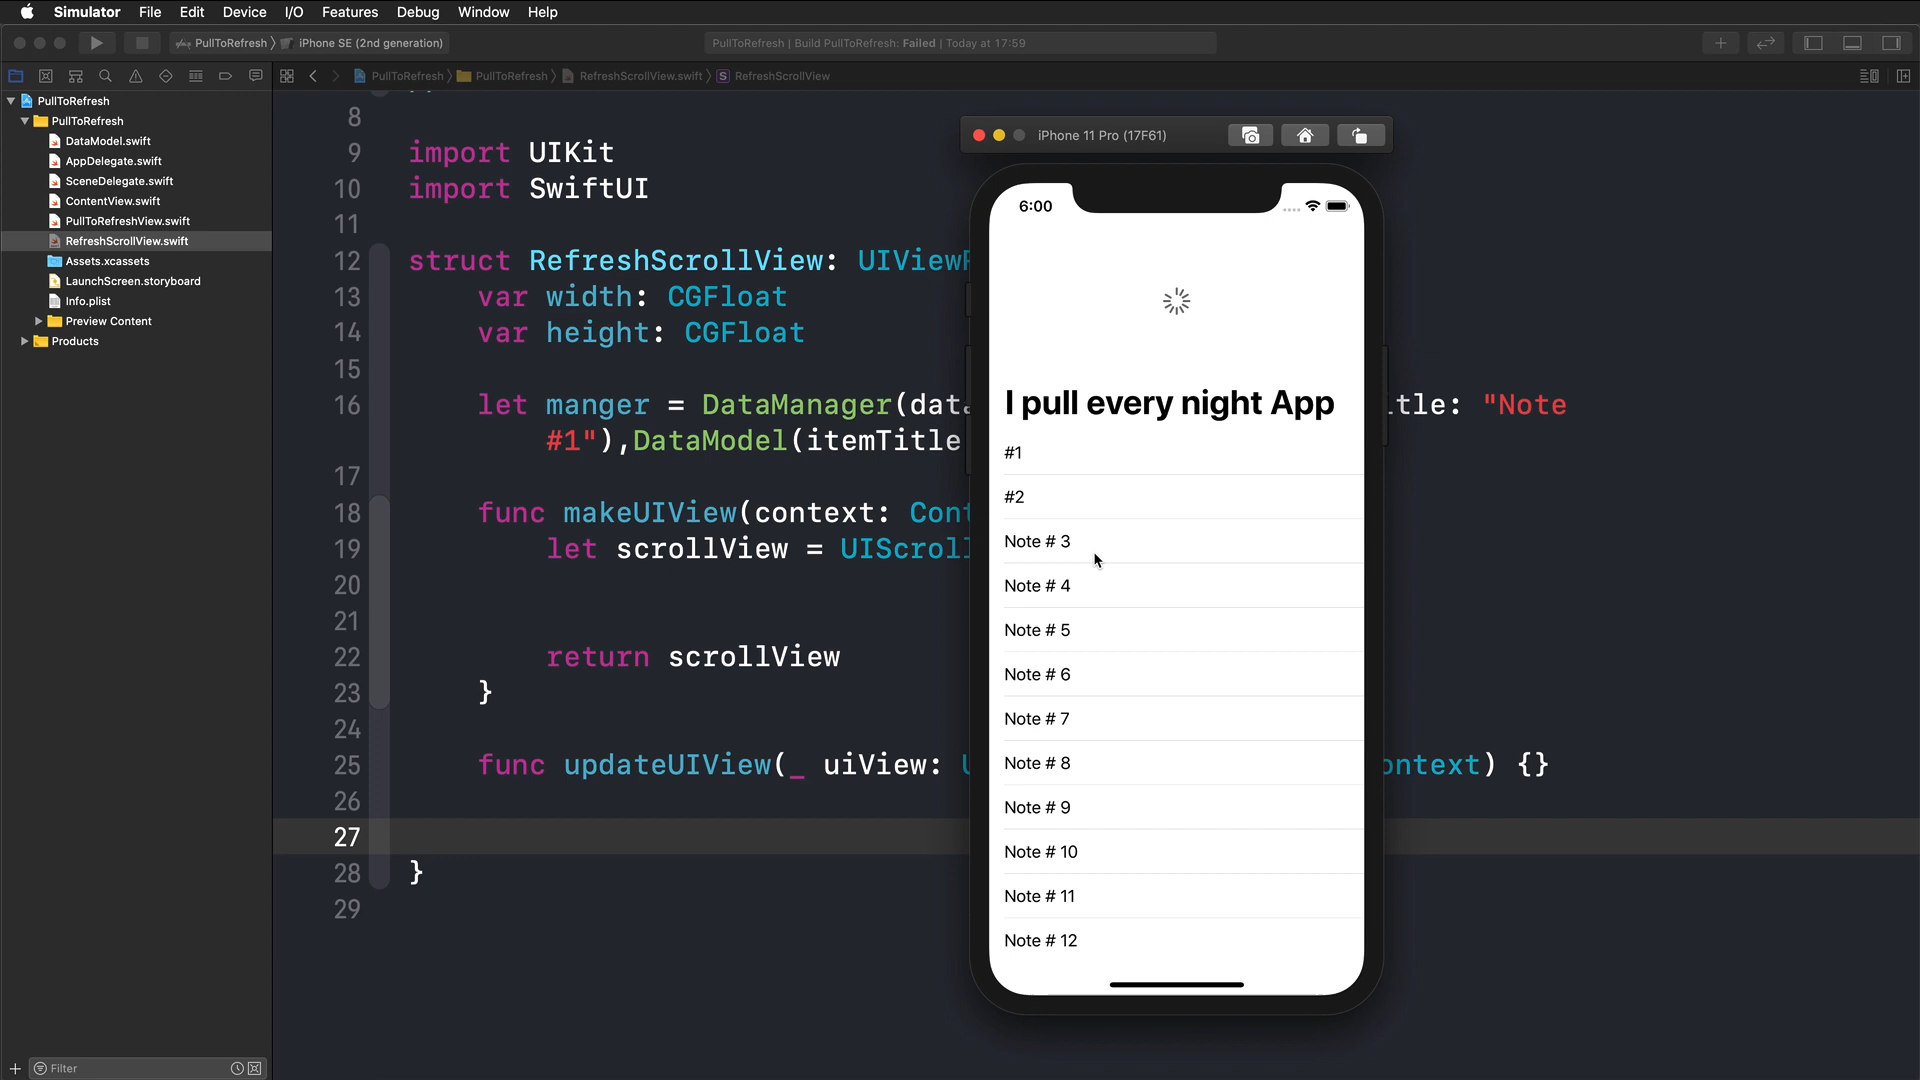 Simulator File Edit Device I/O Features Debug Window Help
PullToRefresh iPhone SE (2nd generation)
PullToRefresh | Build PullToRefresh: Failed | Today at 17:59
PullToRefresh PullToRefresh RefreshScrollView.swift S RefreshScrollView
PullToRefresh
PullToRefresh
DataModel.swift
AppDelegate.swift
SceneDelegate.swift
ContentView.swift
PullToRefreshView.swift
RefreshScrollView.swift
Assets.xcassets
LaunchScreen.storyboard
Info.plist
Preview Content
Products
Filter
8
9 import UIKit
10 import SwiftUI
11
12 struct RefreshScrollView: UIView
13 var width: CGFloat
14 var height: CGFloat
15
16 let manger = DataManager(dat tle: "Note
#1"),DataModel(itemTitle
17
18 func makeUIView(context: Cont
19 let scrollView = UIScroll
20
21
22 return scrollView
23 }
24
25 func updateUIView(_ uiView: ontext) {}
26
27
28 }
29
iPhone 11 Pro (17F61)
6:00
I pull every night App
#1
#2
Note # 3
Note # 4
Note # 5
Note # 6
Note # 7
Note # 8
Note # 9
Note # 10
Note # 11
Note # 12